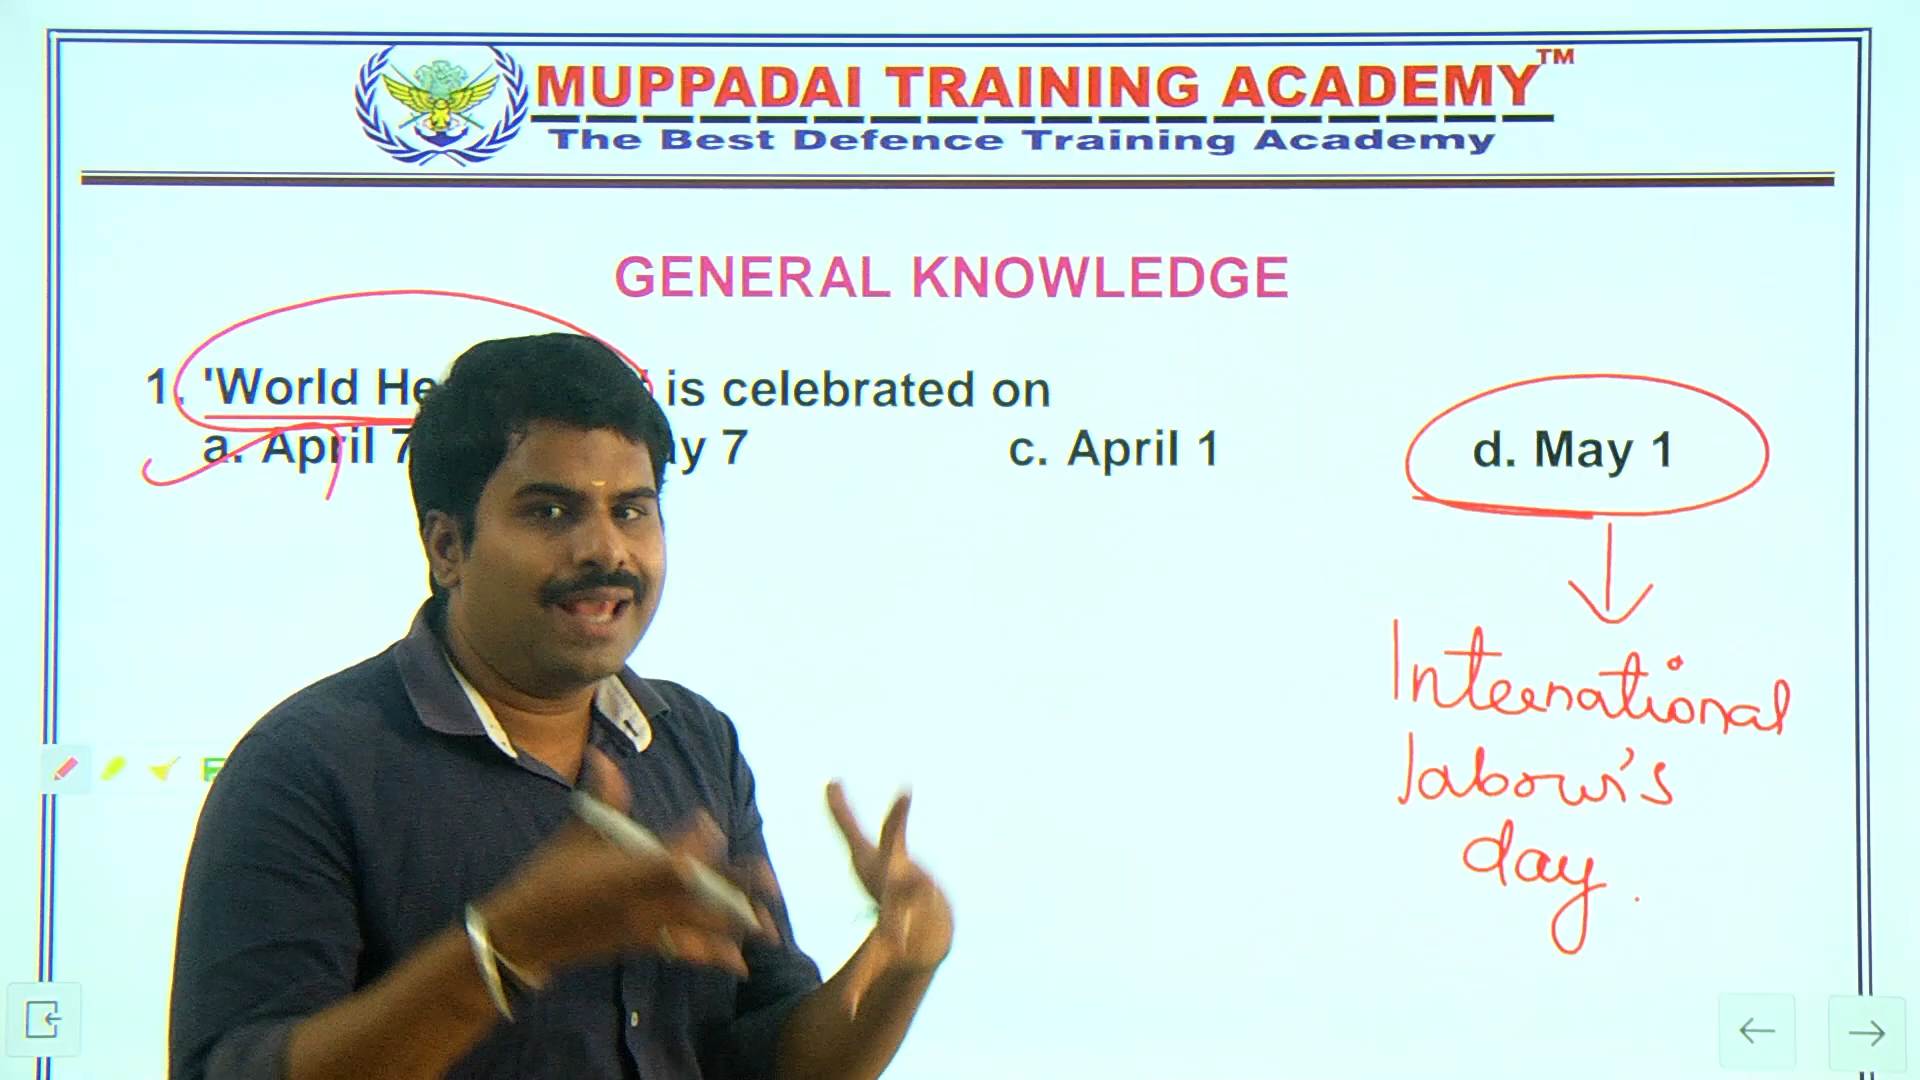 MUPPADAI TRAINING ACADEMY™
The Best Defence Training Academy
GENERAL KNOWLEDGE
1. 'World is celebrated on
a. April 7 7 c. April 1 d. May 1
International
labour's
day.